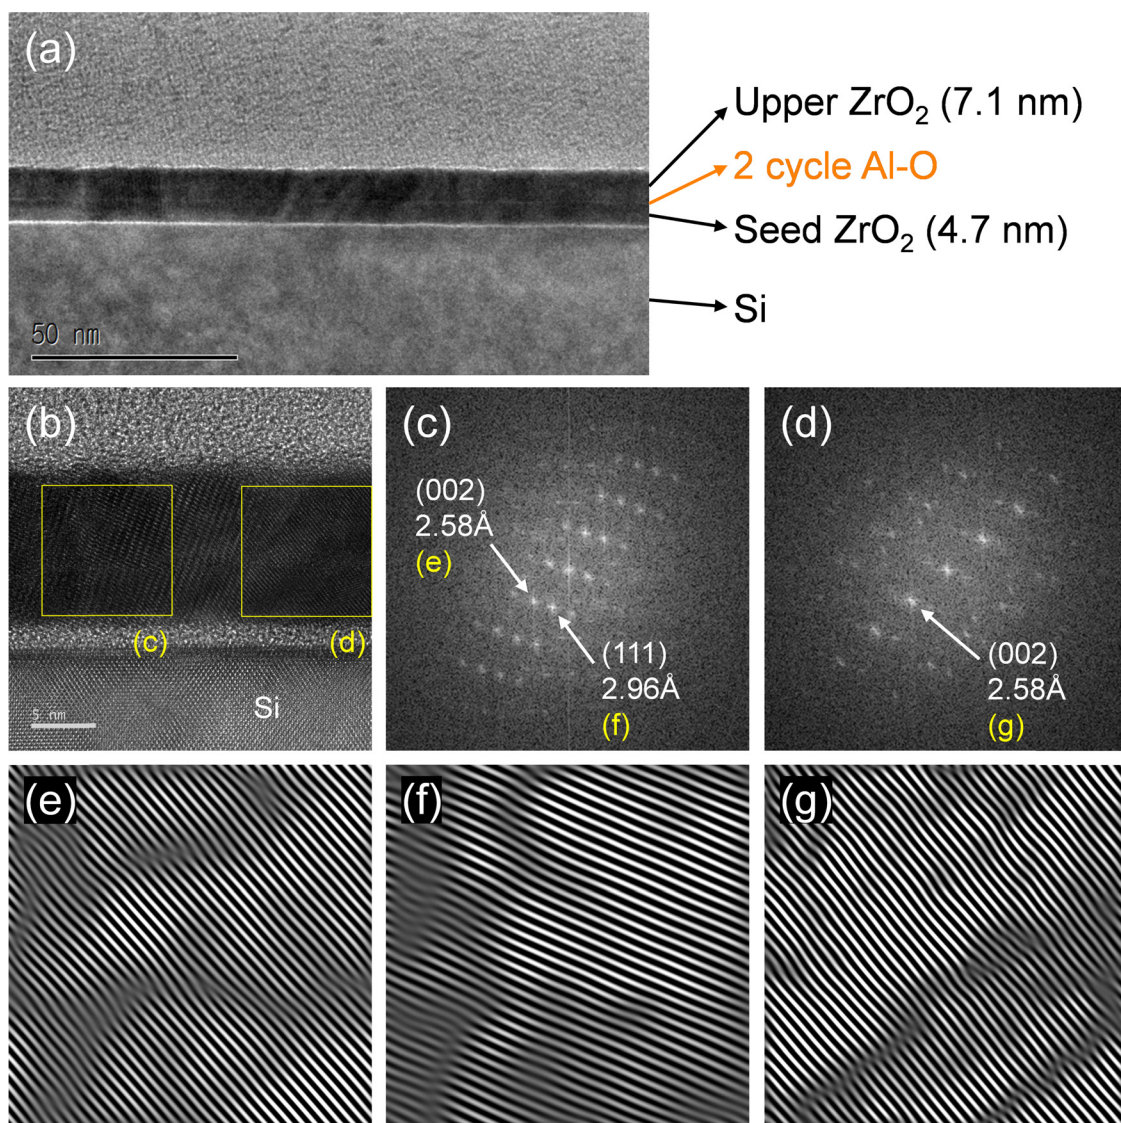 (a)
Upper ZrO₂ (7.1 nm)
2 cycle Al-O
Seed ZrO₂ (4.7 nm)
Si
50 nm
(b)
(c)
(d)
Si
5 nm
(c)
(002)
2.58Å
(e)
(111)
2.96Å
(f)
(d)
(002)
2.58Å
(g)
(e)
(f)
(g)